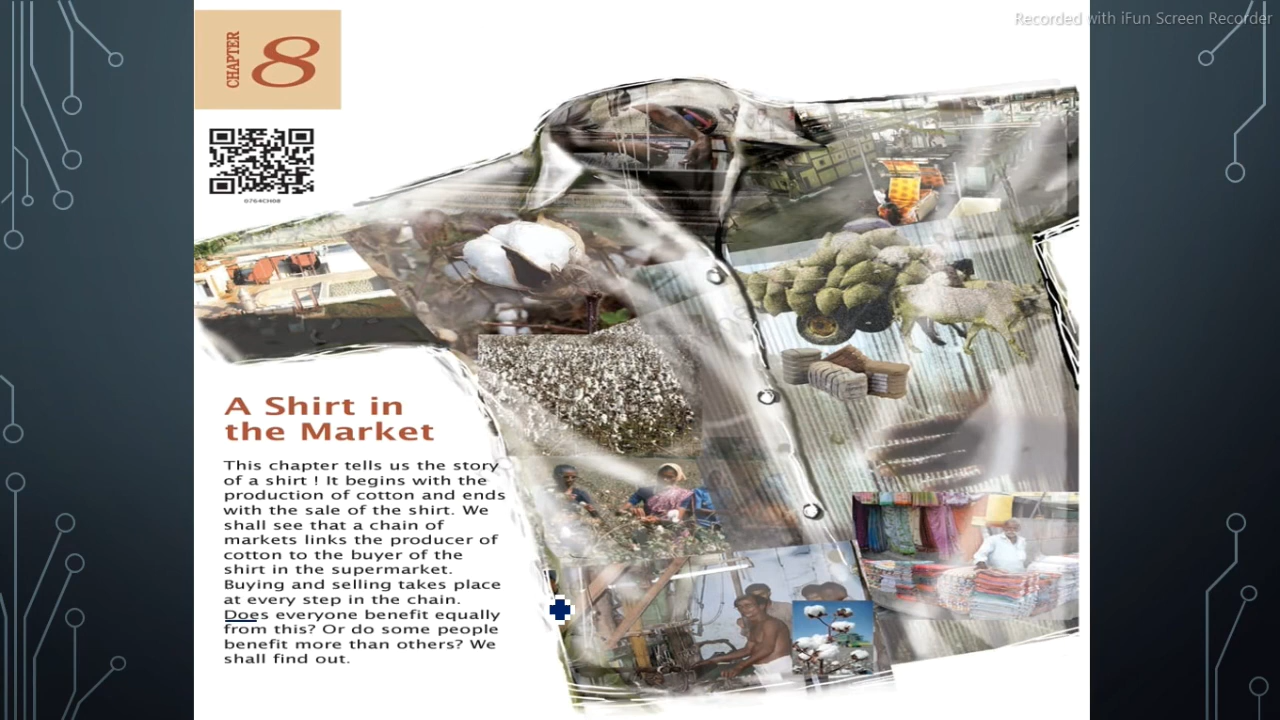 Recorded with iFun Screen Recorder
CHAPTER 8
0764CH08
A Shirt in
the Market
This chapter tells us the story
of a shirt ! It begins with the
production of cotton and ends
with the sale of the shirt. We
shall see that a chain of
markets links the producer of
cotton to the buyer of the
shirt in the supermarket.
Buying and selling takes place
at every step in the chain.
Does everyone benefit equally
from this? Or do some people
benefit more than others? We
shall find out.